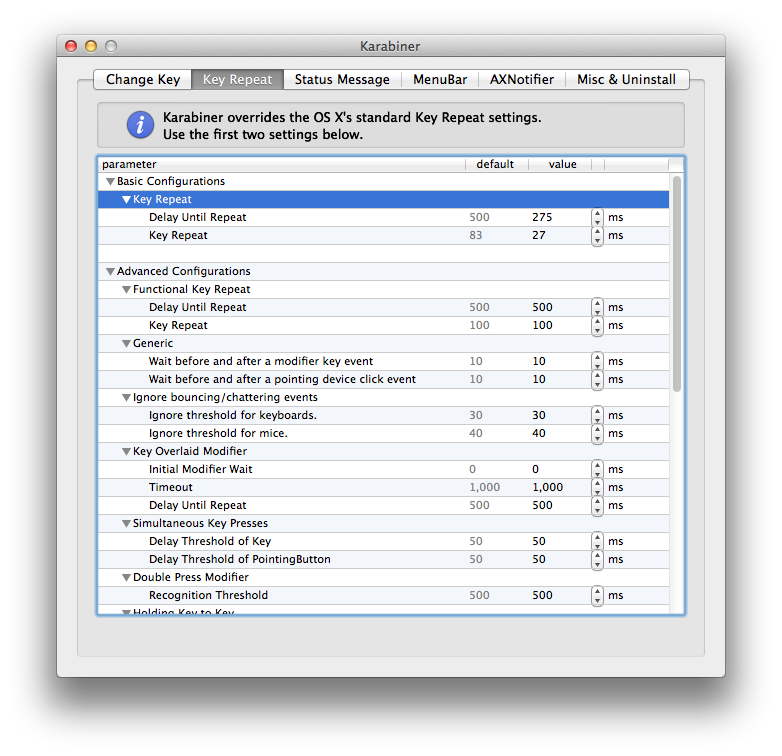 Karabiner
Change Key Key Repeat Status Message MenuBar AXNotifier Misc & Uninstall
Karabiner overrides the OS X's standard Key Repeat settings.
Use the first two settings below.
parameter default value
Basic Configurations
Key Repeat
Delay Until Repeat 500 275 ms
Key Repeat 83 27 ms
Advanced Configurations
Functional Key Repeat
Delay Until Repeat 500 500 ms
Key Repeat 100 100 ms
Generic
Wait before and after a modifier key event 10 10 ms
Wait before and after a pointing device click event 10 10 ms
Ignore bouncing/chattering events
Ignore threshold for keyboards. 30 30 ms
Ignore threshold for mice. 40 40 ms
Key Overlaid Modifier
Initial Modifier Wait 0 0 ms
Timeout 1,000 1,000 ms
Delay Until Repeat 500 500 ms
Simultaneous Key Presses
Delay Threshold of Key 50 50 ms
Delay Threshold of PointingButton 50 50 ms
Double Press Modifier
Recognition Threshold 500 500 ms
Holding Key to Key